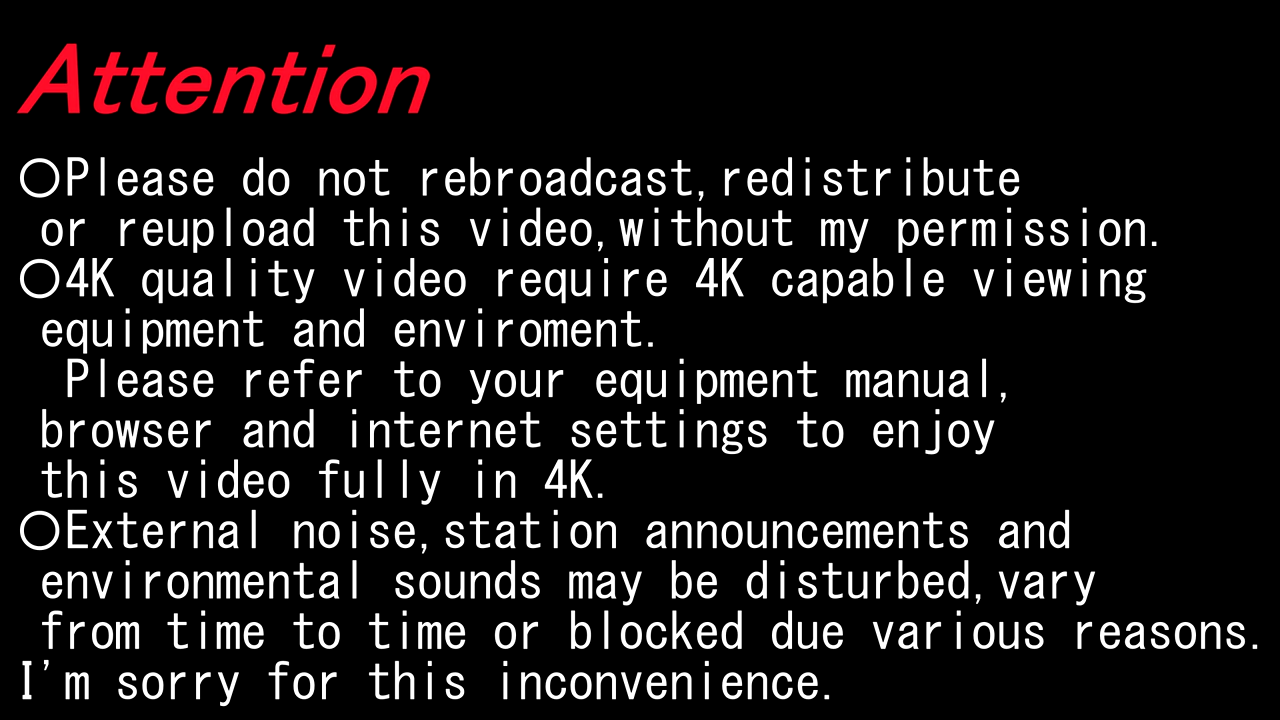 Attention
○Please do not rebroadcast,redistribute
or reupload this video,without my permission.
○4K quality video require 4K capable viewing
equipment and enviroment.
Please refer to your equipment manual,
browser and internet settings to enjoy
this video fully in 4K.
○External noise,station announcements and
environmental sounds may be disturbed,vary
from time to time or blocked due various reasons.
I'm sorry for this inconvenience.